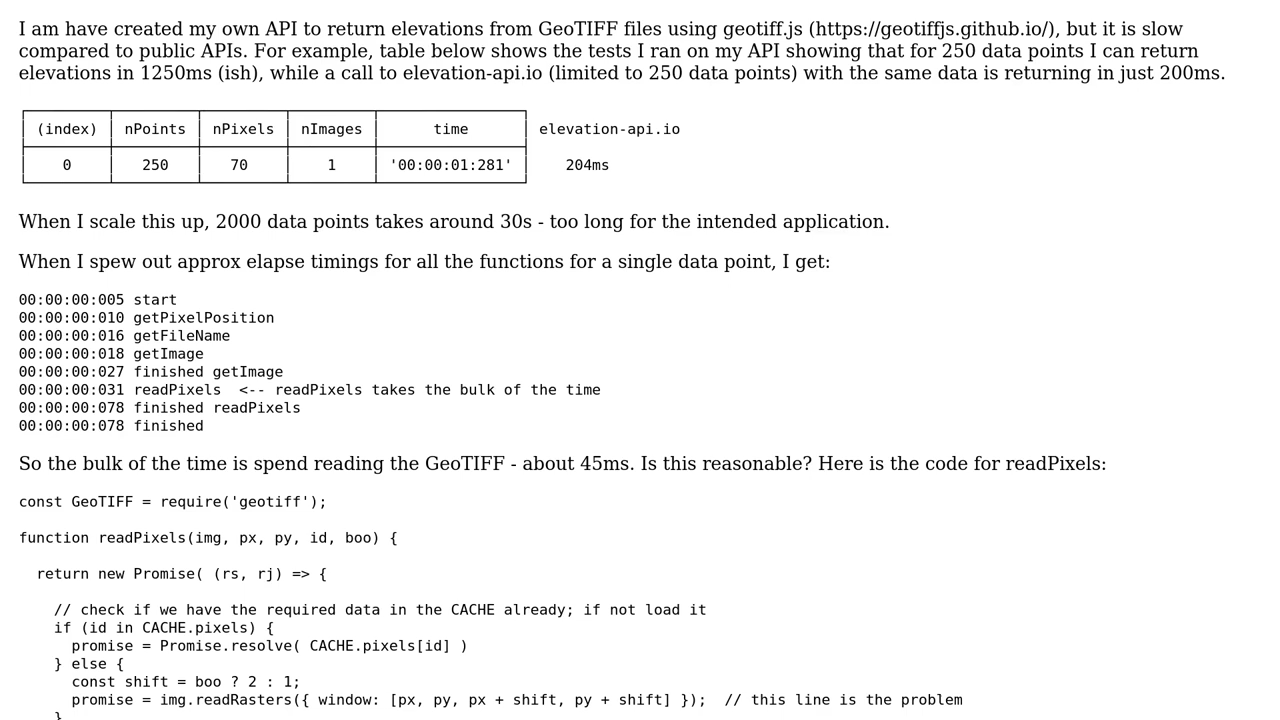 I am have created my own API to return elevations from GeoTIFF files using geotiff.js (https://geotiffjs.github.io/), but it is slow
compared to public APIs. For example, table below shows the tests I ran on my API showing that for 250 data points I can return
elevations in 1250ms (ish), while a call to elevation-api.io (limited to 250 data points) with the same data is returning in just 200ms.
(index) nPoints nPixels nImages time elevation-api.io
0 250 70 1 '00:00:01:281' 204ms
When I scale this up, 2000 data points takes around 30s - too long for the intended application.
When I spew out approx elapse timings for all the functions for a single data point, I get:
00:00:00:005 start
00:00:00:010 getPixelPosition
00:00:00:016 getFileName
00:00:00:018 getImage
00:00:00:027 finished getImage
00:00:00:031 readPixels  <-- readPixels takes the bulk of the time
00:00:00:078 finished readPixels
00:00:00:078 finished
So the bulk of the time is spend reading the GeoTIFF - about 45ms. Is this reasonable? Here is the code for readPixels:
const GeoTIFF = require('geotiff');
function readPixels(img, px, py, id, boo) {
return new Promise( (rs, rj) => {
// check if we have the required data in the CACHE already; if not load it
if (id in CACHE.pixels) {
promise = Promise.resolve( CACHE.pixels[id] )
} else {
const shift = boo ? 2 : 1;
promise = img.readRasters({ window: [px, py, px + shift, py + shift] });  // this line is the problem
}